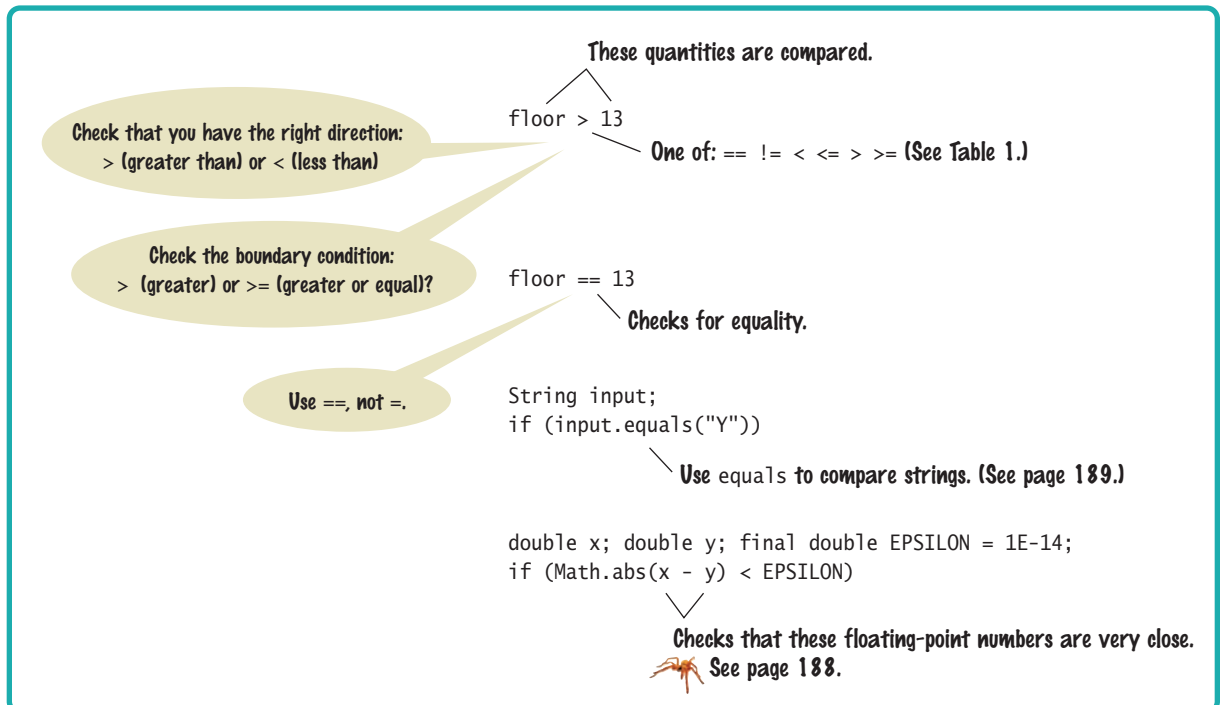 These quantities are compared.
floor > 13
Check that you have the right direction:
> (greater than) or < (less than)
One of: == != < <= > >= (See Table 1.)
Check the boundary condition:
> (greater) or >= (greater or equal)?
floor == 13
Checks for equality.
Use ==, not =.
String input;
if (input.equals("Y"))
Use equals to compare strings. (See page 189.)
double x; double y; final double EPSILON = 1E-14;
if (Math.abs(x - y) < EPSILON)
Checks that these floating-point numbers are very close.
See page 188.